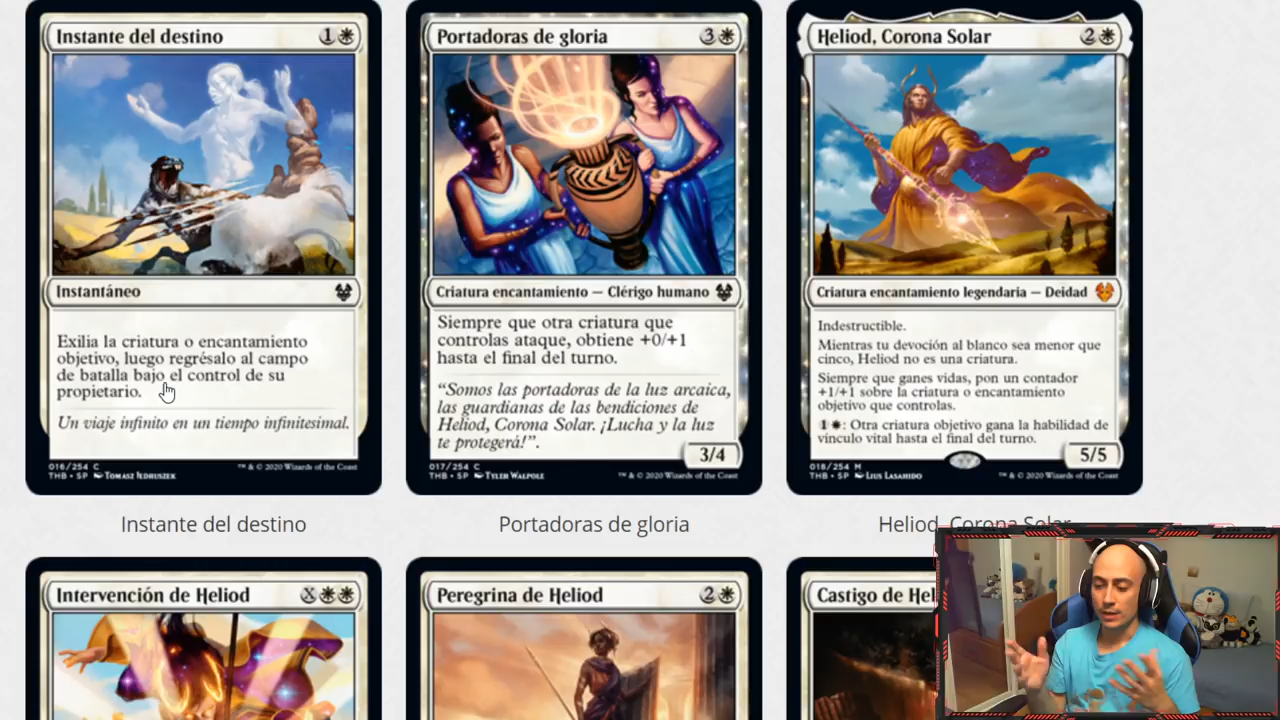 Instante del destino
1
Instantáneo
Exilia la criatura o encantamiento
objetivo, luego regrésalo al campo
de batalla bajo el control de su
propietario.
Un viaje infinito en un tiempo infinitesimal.
016/254 C
THB • SP Tomasz Jedruszek
™ & © 2020 Wizards of the Coast
Instante del destino
Portadoras de gloria
3
Criatura encantamiento — Clérigo humano
Siempre que otra criatura que
controlas ataque, obtiene +0/+1
hasta el final del turno.
“Somos las portadoras de la luz arcaica,
las guardianas de las bendiciones de
Heliod, Corona Solar. ¡Lucha y la luz
te protegerá!”.
3/4
017/254 C
THB • SP Tyler Walpole
™ & © 2020 Wizards of the Coast
Portadoras de gloria
Heliod, Corona Solar
2
Criatura encantamiento legendaria — Deidad
Indestructible.
Mientras tu devoción al blanco sea menor que
cinco, Heliod no es una criatura.
Siempre que ganes vidas, pon un contador
+1/+1 sobre la criatura o encantamiento
objetivo que controlas.
1 : Otra criatura objetivo gana la habilidad de
vínculo vital hasta el final del turno.
5/5
018/254 M
THB • SP Lius Lasahido
™ & © 2020 Wizards of the Coast
Heliod, Corona Solar
Intervención de Heliod
X
Peregrina de Heliod
2
Castigo de Hel